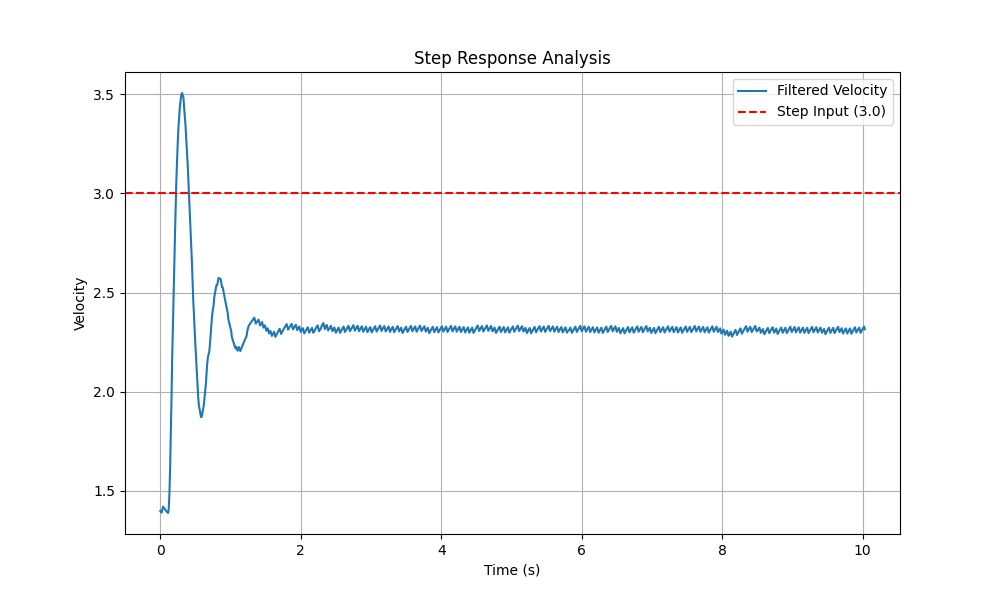 Step Response Analysis
Filtered Velocity
Step Input (3.0)
3.5
3.0
2.5
2.0
1.5
Velocity
0 2 4 6 8 10
Time (s)